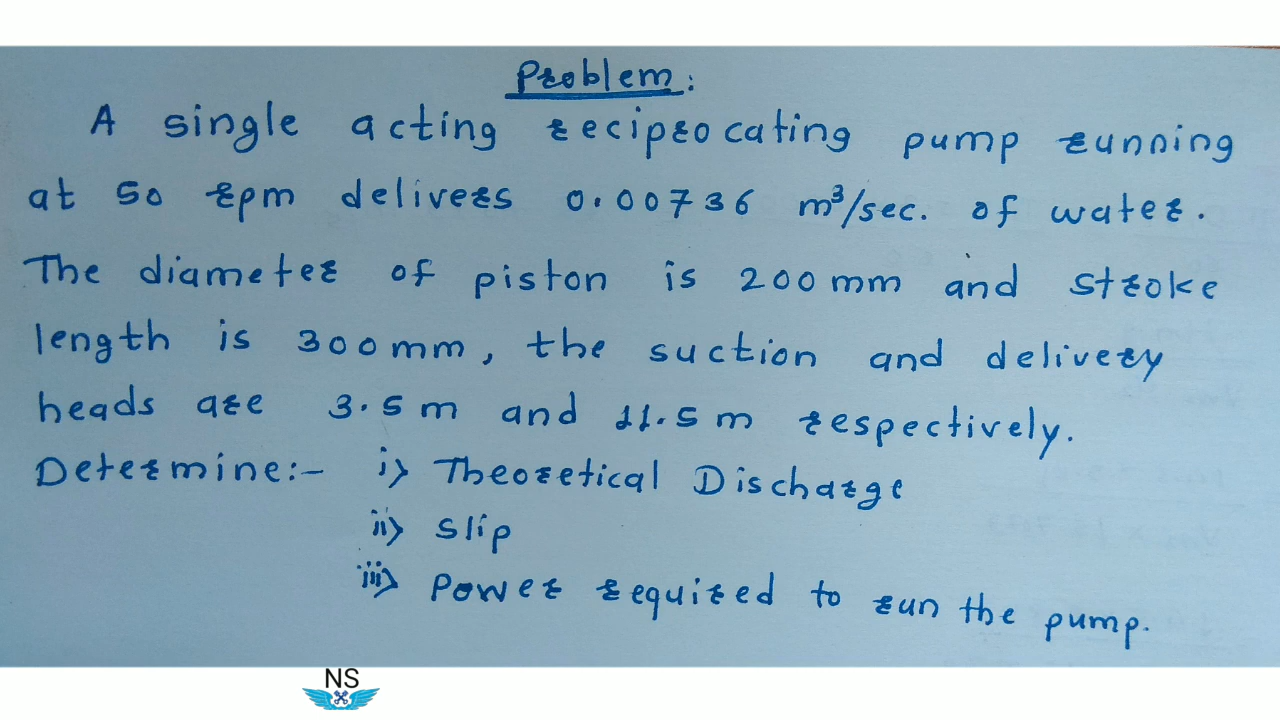 Problem:
A single acting reciprocating pump running
at 50 rpm delivers 0.00736 m³/sec. of water.
The diameter of piston is 200 mm and stroke
length is 300mm, the suction and delivery
heads are 3.5 m and 11.5 m respectively.
Determine:- i) Theoretical Discharge
ii) Slip
iii) Power required to run the pump.
NS